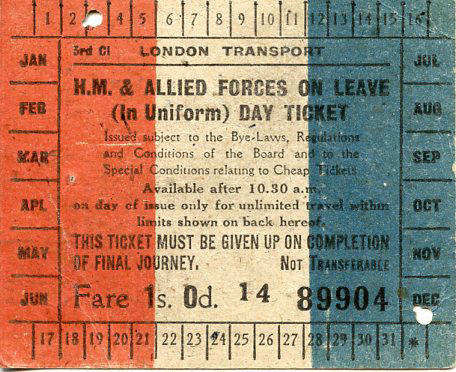 1 2 3 4 5 6 7 8 9 10 11 12 13 14 15 16
3rd Cl LONDON TRANSPORT
JAN JUL
H.M. & ALLIED FORCES ON LEAVE
FEB (In Uniform) DAY TICKET AUG
Issued subject to the Bye-Laws, Regulations
MAR and Conditions of the Board and to the SEP
Special Conditions relating to Cheap Tickets
Available after 10.30 a.m.
APL on day of issue only for unlimited travel within OCT
limits shown on back hereof.
MAY THIS TICKET MUST BE GIVEN UP ON COMPLETION NOV
OF FINAL JOURNEY. NOT TRANSFERABLE
JUN Fare 1s. 0d. 14 89904 DEC
17 18 19 20 21 22 23 24 25 26 27 28 29 30 31 *